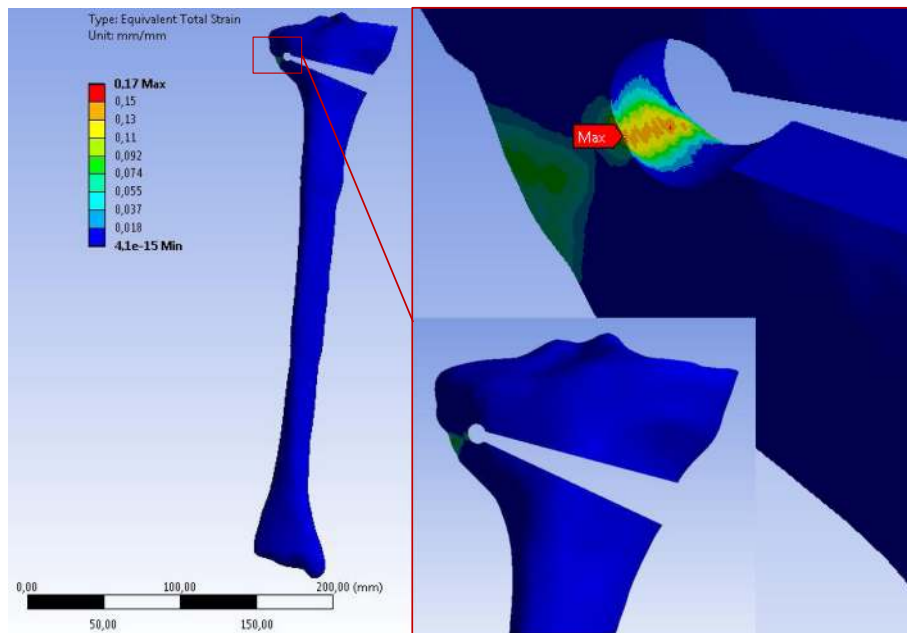 Type: Equivalent Total Strain
Unit: mm/mm
0,17 Max
0,15
0,13
0,11
0,092
0,074
0,055
0,037
0,018
4,1e-15 Min
Max
0,00 100,00 200,00 (mm)
50,00 150,00